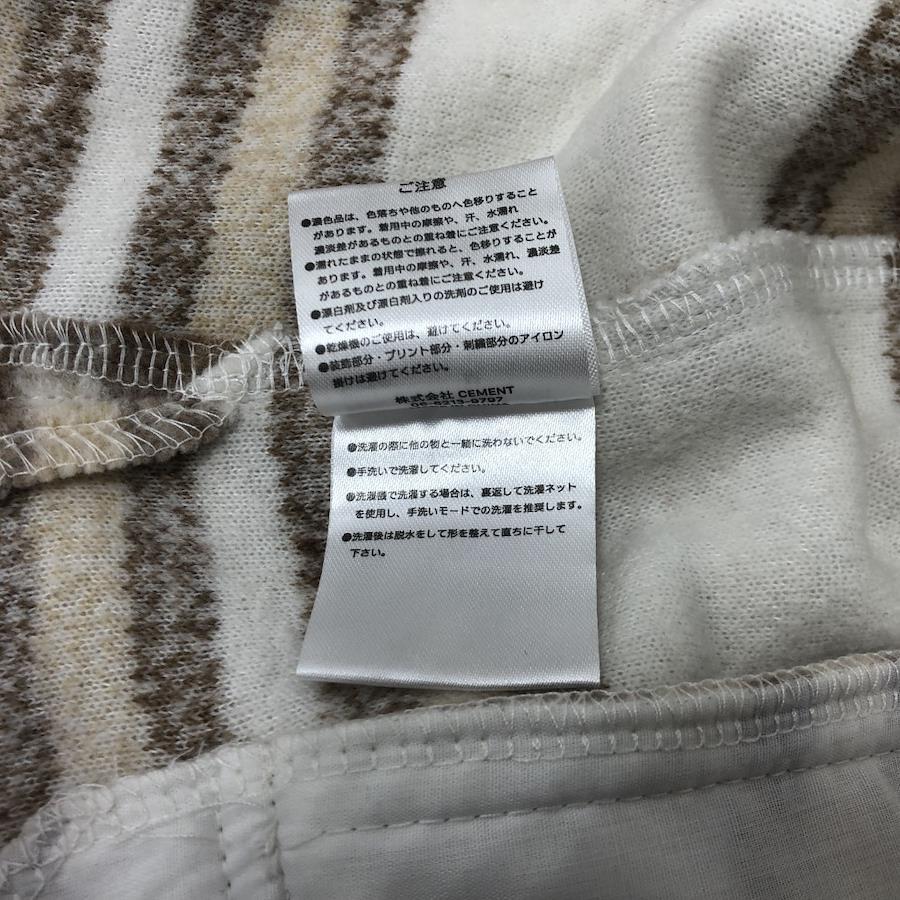 ご注意
●濃色品は、色落ちや他のものへ色移りすること
があります。着用中の摩擦や、汗、水濡れ
濃淡差があるものとの重ね着にご注意ください。
●濡れたままの状態で擦れると、色移りすることが
あります。着用中の摩擦や、汗、水濡れ、濃淡差
があるものとの重ね着にご注意ください。
●漂白剤及び漂白剤入りの洗剤のご使用は避け
てください。
●乾燥機のご使用は、避けてください。
●装飾部分・プリント部分・刺繍部分のアイロン
掛けは避けてください。
株式会社 CEMENT
06-6213-9797
●洗濯の際に他の物と一緒に洗わないでください。
●手洗いで洗濯してください。
●洗濯機で洗濯する場合は、裏返して洗濯ネット
を使用し、手洗いモードでの洗濯を推奨します。
●洗濯後は脱水をして形を整えて直ちに干して
下さい。